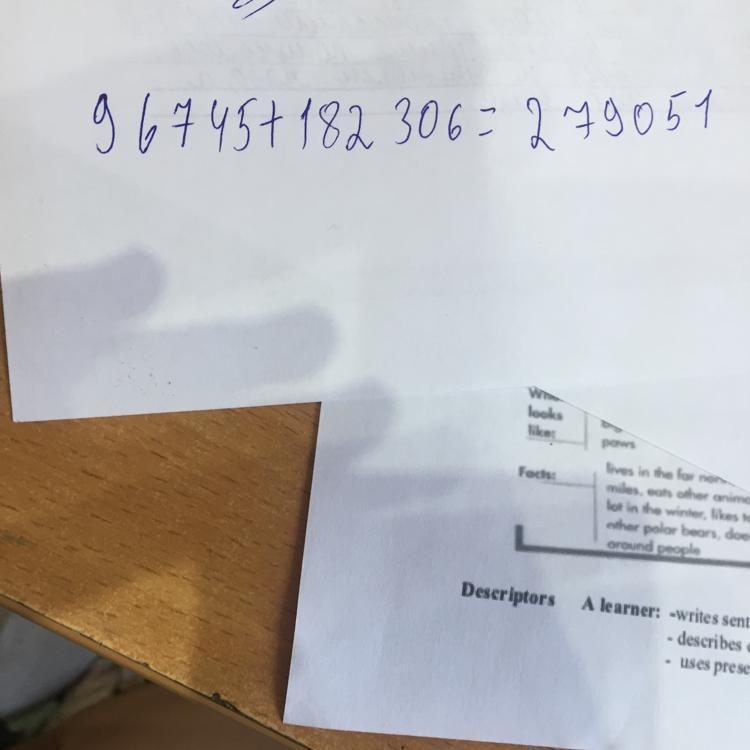 96745+182306=279051
looks
like:
paws
Facts:
lives in the far
miles, eats other
lot in the winter, likes
other polar bears,
around people
Descriptors A learner: -writes
- describes
- uses